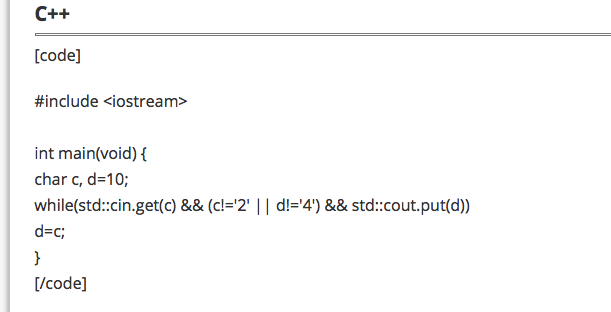 C++
[code]
#include <iostream>
int main(void) {
char c, d=10;
while(std::cin.get(c) && (c!='2' || d!='4') && std::cout.put(d))
d=c;
}
[/code]